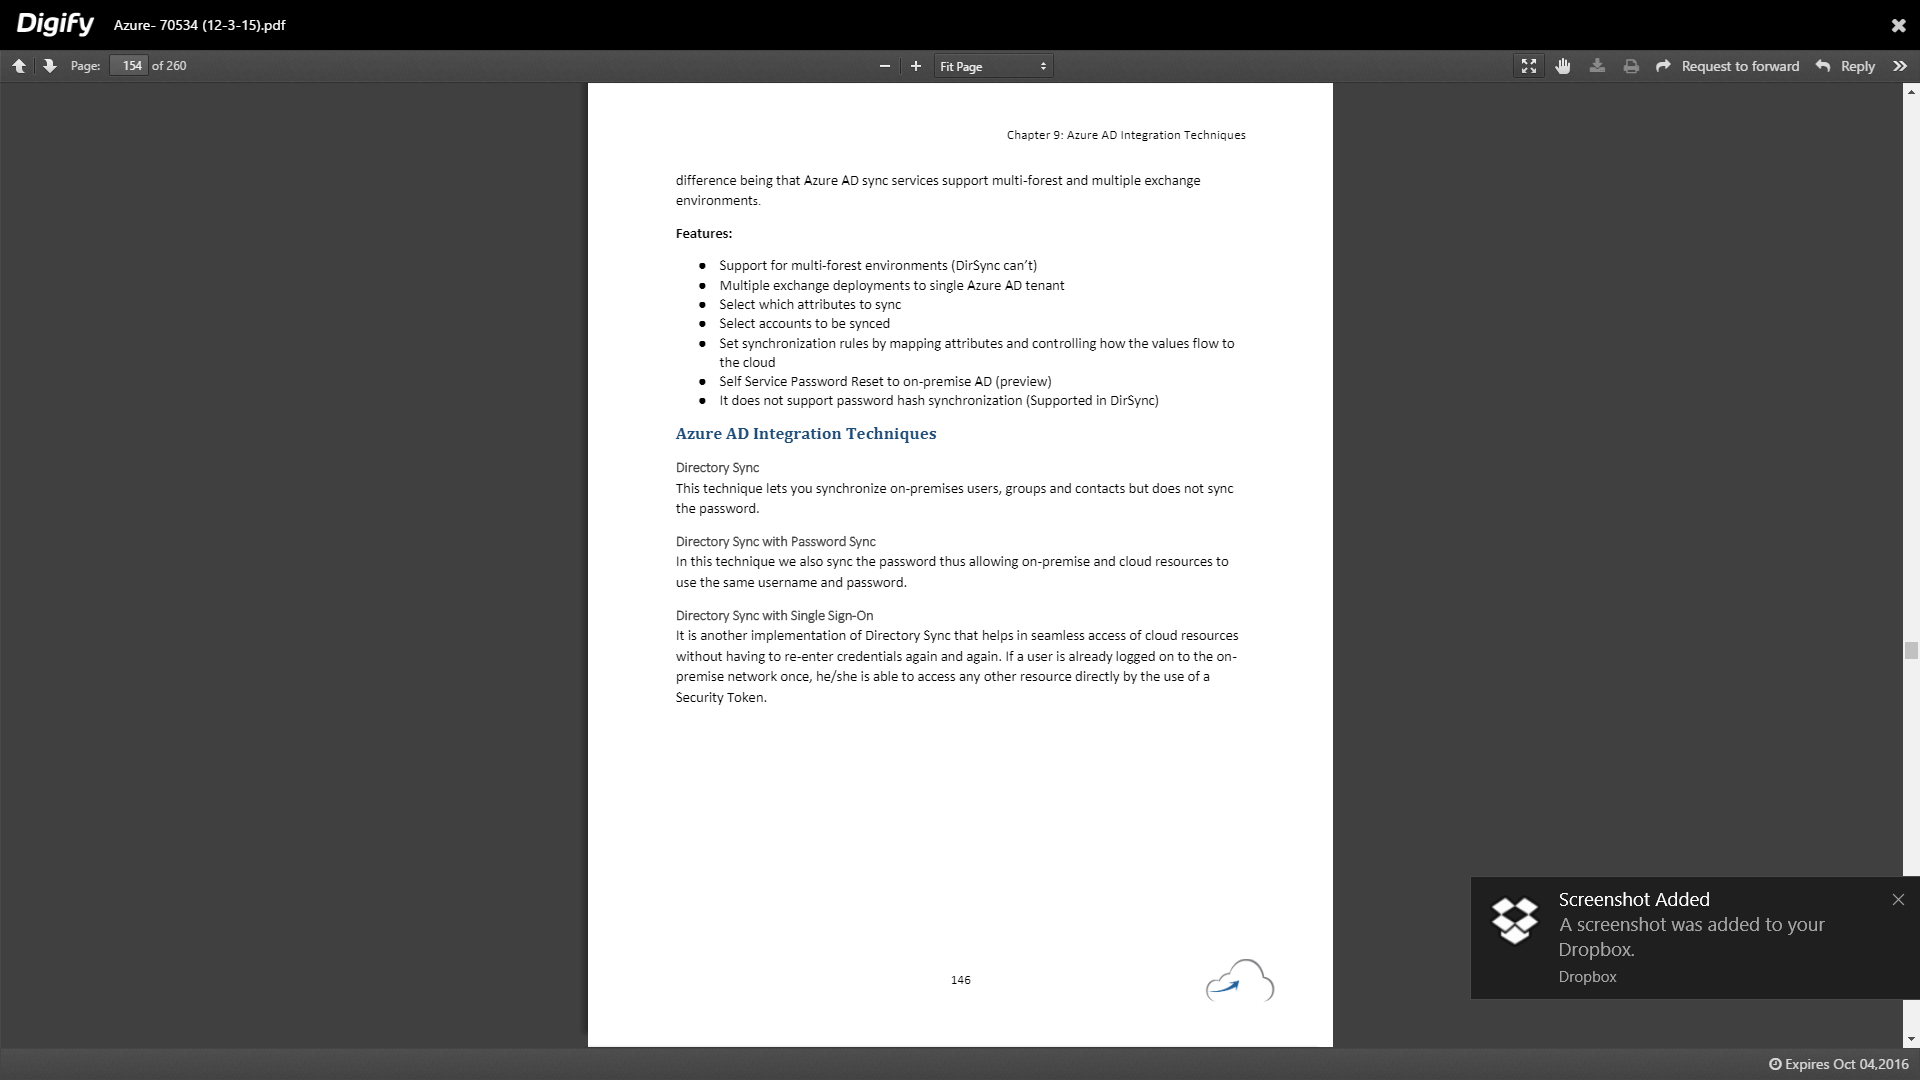 Digify
Azure- 70534 (12-3-15).pdf
Page: 154 of 260
Fit Page
Request to forward
Reply
Chapter 9: Azure AD Integration Techniques
difference being that Azure AD sync services support multi-forest and multiple exchange
environments.
Features:
● Support for multi-forest environments (DirSync can't)
● Multiple exchange deployments to single Azure AD tenant
● Select which attributes to sync
● Select accounts to be synced
● Set synchronization rules by mapping attributes and controlling how the values flow to
the cloud
● Self Service Password Reset to on-premise AD (preview)
● It does not support password hash synchronization (Supported in DirSync)
Azure AD Integration Techniques
Directory Sync
This technique lets you synchronize on-premises users, groups and contacts but does not sync
the password.
Directory Sync with Password Sync
In this technique we also sync the password thus allowing on-premise and cloud resources to
use the same username and password.
Directory Sync with Single Sign-On
It is another implementation of Directory Sync that helps in seamless access of cloud resources
without having to re-enter credentials again and again. If a user is already logged on to the on-
premise network once, he/she is able to access any other resource directly by the use of a
Security Token.
146
Screenshot Added
A screenshot was added to your
Dropbox.
Dropbox
Expires Oct 04,2016